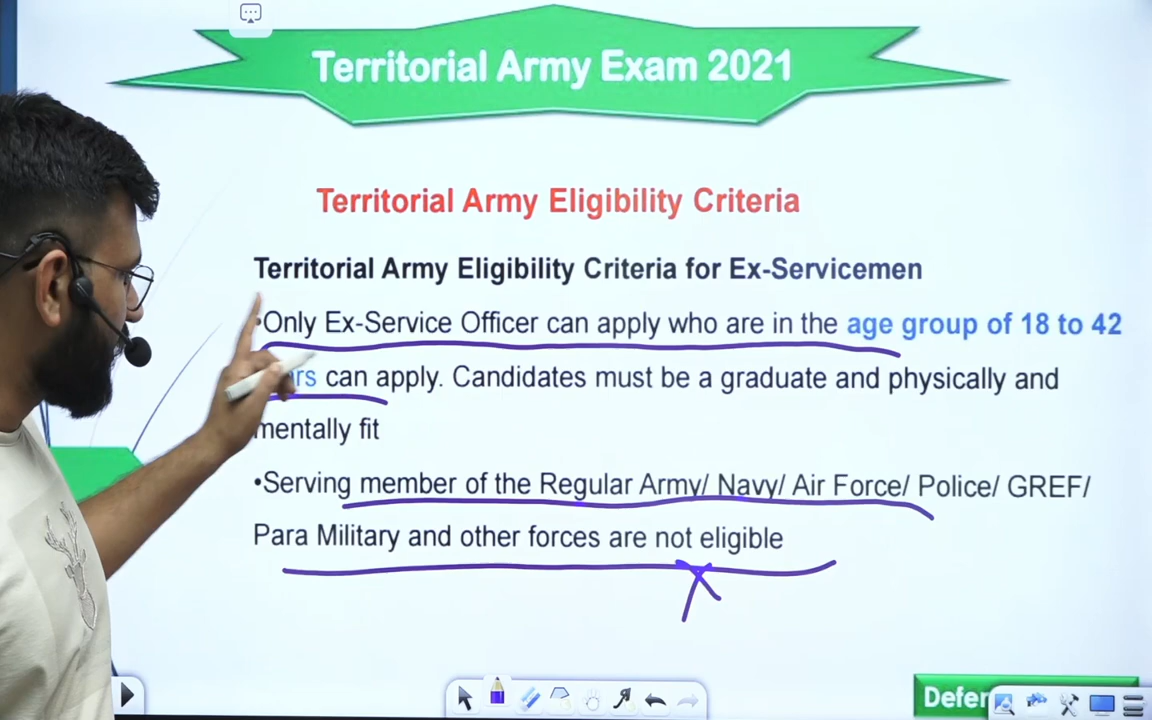 Territorial Army Exam 2021
Territorial Army Eligibility Criteria
Territorial Army Eligibility Criteria for Ex-Servicemen
•Only Ex-Service Officer can apply who are in the age group of 18 to 42
can apply. Candidates must be a graduate and physically and
mentally fit
•Serving member of the Regular Army/ Navy/ Air Force/ Police/ GREF/
Para Military and other forces are not eligible